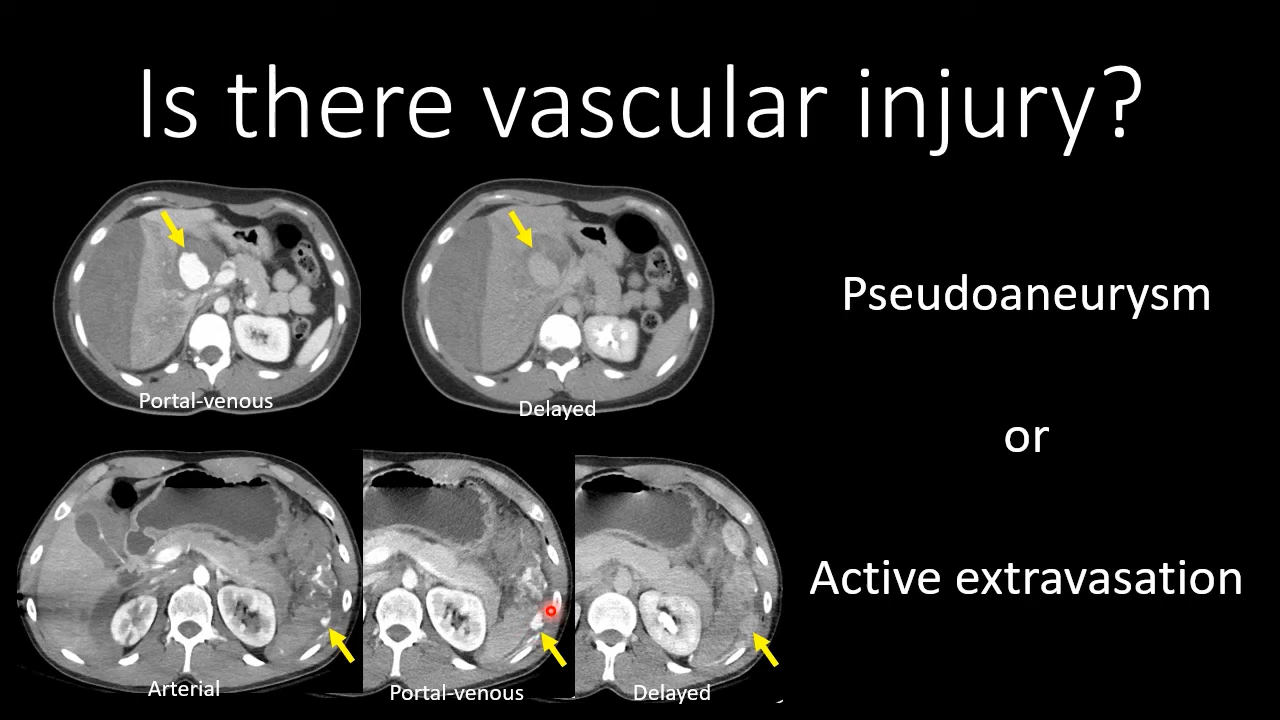 Is there vascular injury?
Portal-venous
Delayed
Pseudoaneurysm
or
Active extravasation
Arterial
Portal-venous
Delayed